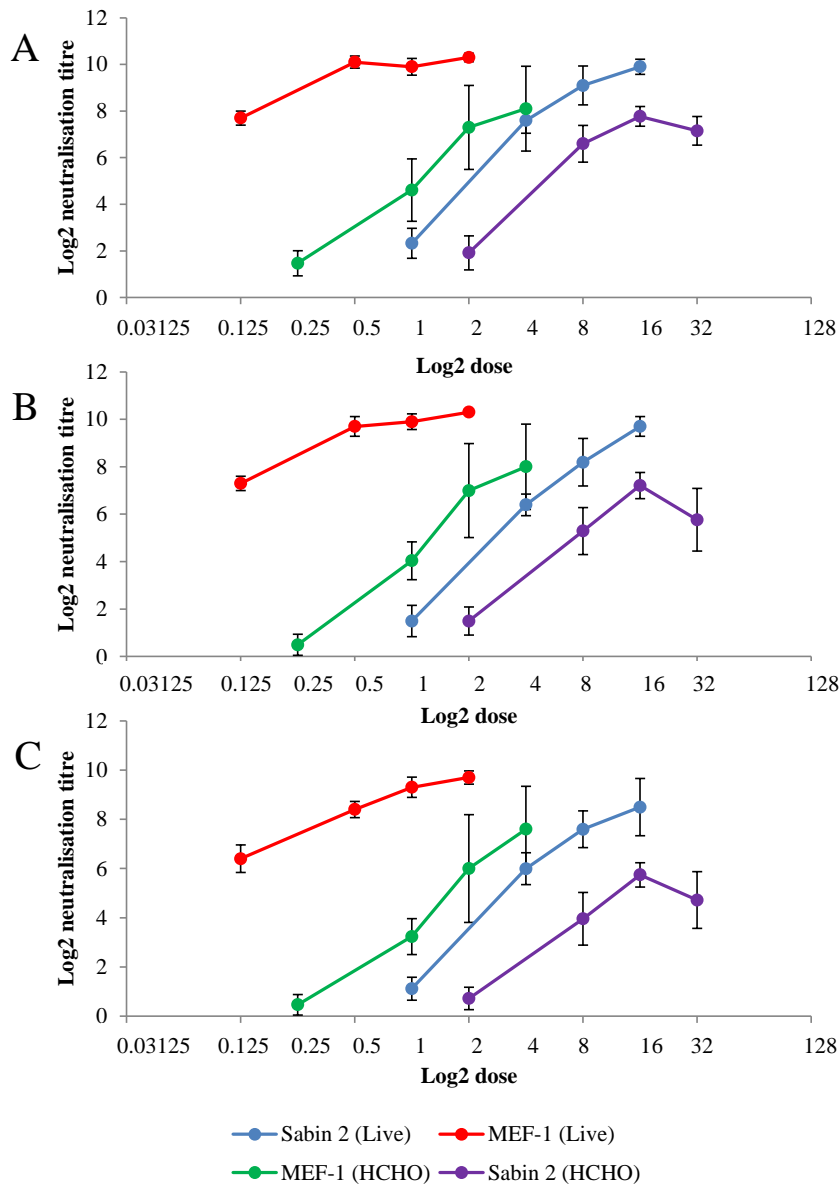 A
Log2 neutralisation titre
12
10
8
6
4
2
0
0.03125 0.125 0.25 0.5 1 2 4 8 16 32 128
Log2 dose
B
Log2 neutralisation titre
12
10
8
6
4
2
0
0.03125 0.125 0.25 0.5 1 2 4 8 16 32 128
Log2 dose
C
Log2 neutralisation titre
12
10
8
6
4
2
0
0.03125 0.125 0.25 0.5 1 2 4 8 16 32 128
Log2 dose
Sabin 2 (Live) MEF-1 (Live)
MEF-1 (HCHO) Sabin 2 (HCHO)